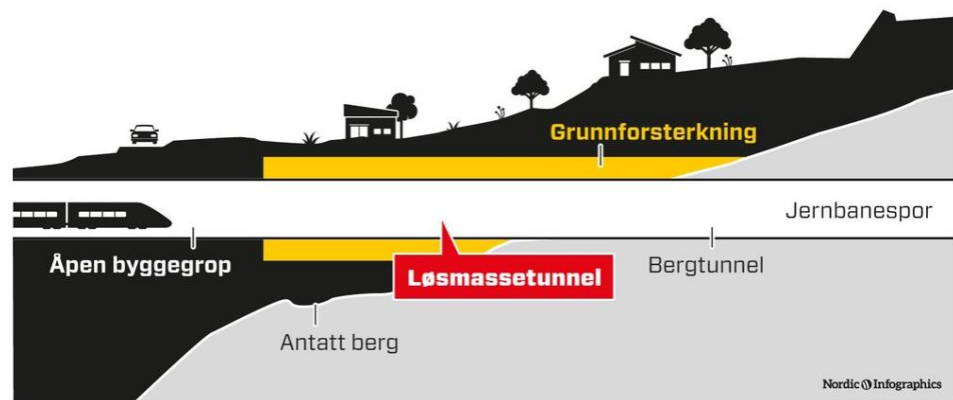 Grunnforsterkning
Jernbanespor
Åpen byggegrop
Løsmassetunnel
Bergtunnel
Antatt berg
Nordic Infographics